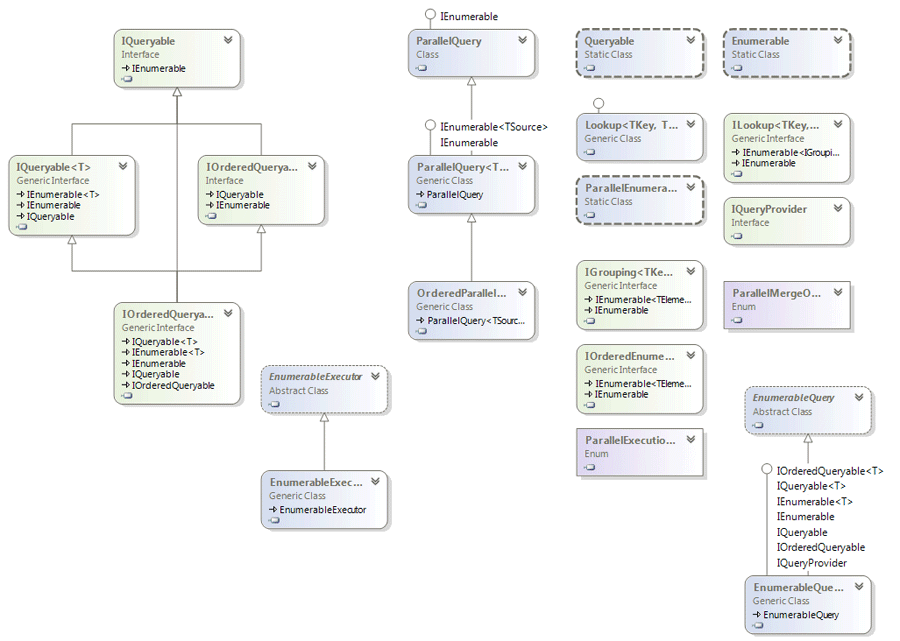 IQueryable
Interface
IEnumerable
IQueryable<T>
Generic Interface
IEnumerable<T>
IEnumerable
IQueryable
IOrderedQuerya...
Interface
IQueryable
IEnumerable
IOrderedQuerya...
Generic Interface
IQueryable<T>
IEnumerable<T>
IEnumerable
IQueryable
IOrderedQueryable
EnumerableExecutor
Abstract Class
EnumerableExec...
Generic Class
EnumerableExecutor
IEnumerable
ParallelQuery
Class
IEnumerable<TSource>
IEnumerable
ParallelQuery<T...
Generic Class
ParallelQuery
OrderedParallel...
Generic Class
ParallelQuery<TSourc...
Queryable
Static Class
Lookup<TKey, T...
Generic Class
ParallelEnumera...
Static Class
IGrouping<TKe...
Generic Interface
IEnumerable<TEleme...
IEnumerable
IOrderedEnume...
Generic Interface
IEnumerable<TEleme...
IEnumerable
ParallelExecutio...
Enum
Enumerable
Static Class
ILookup<TKey,...
Generic Interface
IEnumerable<IGroupi...
IEnumerable
IQueryProvider
Interface
ParallelMergeO...
Enum
EnumerableQuery
Abstract Class
IOrderedQueryable<T>
IQueryable<T>
IEnumerable<T>
IEnumerable
IQueryable
IOrderedQueryable
IQueryProvider
EnumerableQue...
Generic Class
EnumerableQuery